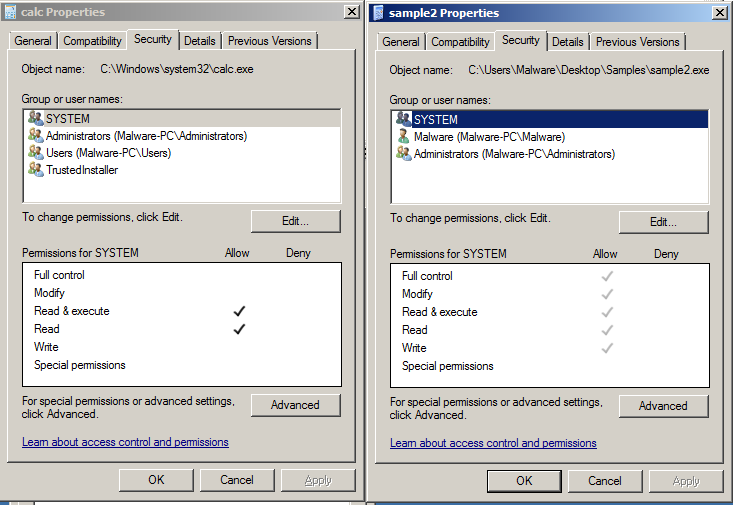 calc Properties
General
Compatibility
Security
Details
Previous Versions
Object name: C:\Windows\system32\calc.exe
Group or user names:
SYSTEM
Administrators (Malware-PC\Administrators)
Users (Malware-PC\Users)
TrustedInstaller
To change permissions, click Edit.
Edit...
Permissions for SYSTEM Allow Deny
Full control
Modify
Read & execute
Read
Write
Special permissions
For special permissions or advanced settings,
click Advanced.
Advanced
Learn about access control and permissions
OK
Cancel
Apply
sample2 Properties
General
Compatibility
Security
Details
Previous Versions
Object name: C:\Users\Malware\Desktop\Samples\sample2.exe
Group or user names:
SYSTEM
Malware (Malware-PC\Malware)
Administrators (Malware-PC\Administrators)
To change permissions, click Edit.
Edit...
Permissions for SYSTEM Allow Deny
Full control
Modify
Read & execute
Read
Write
Special permissions
For special permissions or advanced settings,
click Advanced.
Advanced
Learn about access control and permissions
OK
Cancel
Apply